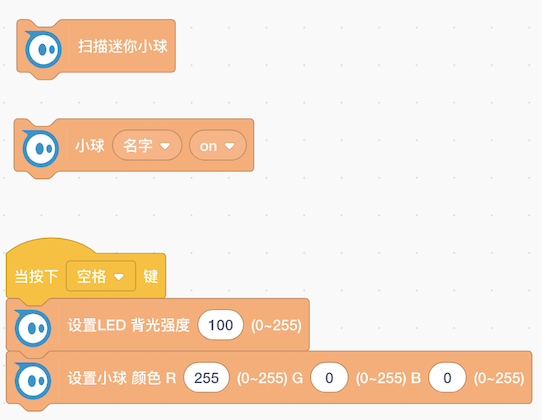 扫描迷你小球
小球 名字 on
当按下 空格 键
设置LED 背光强度 100 (0~255)
设置小球 颜色 R 255 (0~255) G 0 (0~255) B 0 (0~255)